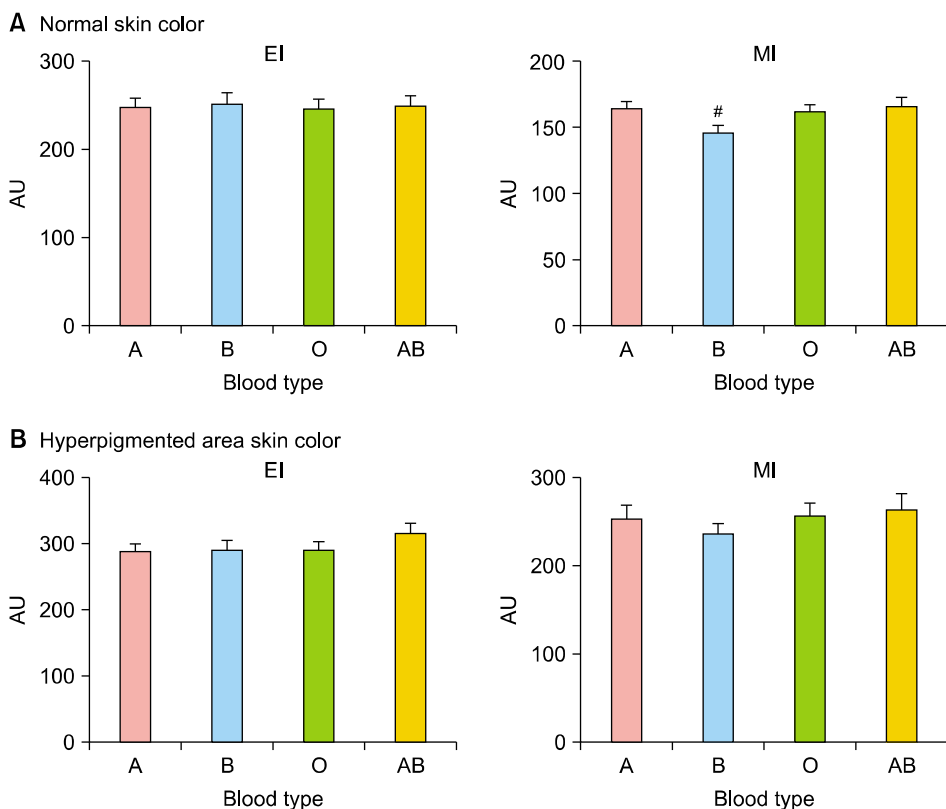 A Normal skin color
EI
300
200
100
0
AU
A B O AB
Blood type
MI
200
150
100
50
0
AU
#
A B O AB
Blood type
B Hyperpigmented area skin color
EI
400
300
200
100
0
AU
A B O AB
Blood type
MI
300
200
100
0
AU
A B O AB
Blood type